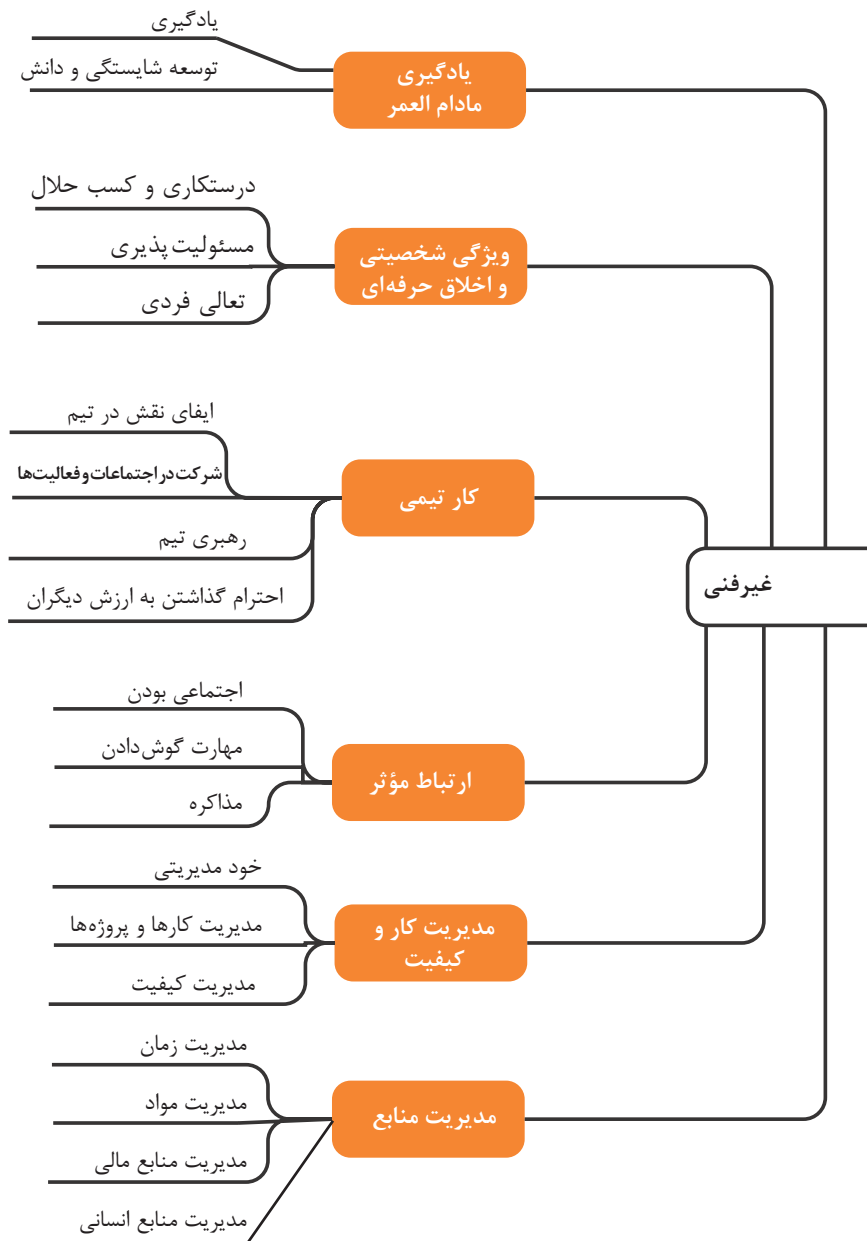 غیرفنی
یادگیری
مادام العمر
یادگیری
توسعه شایستگی و دانش
ویژگی شخصیتی
و اخلاق حرفه‌ای
درستکاری و کسب حلال
مسئولیت‌پذیری
تعالی فردی
کار تیمی
ایفای نقش در تیم
شرکت در اجتماعات و فعالیت‌ها
رهبری تیم
احترام گذاشتن به ارزش دیگران
ارتباط مؤثر
اجتماعی بودن
مهارت گوش‌دادن
مذاکره
مدیریت کار و
کیفیت
خود مدیریتی
مدیریت کارها و پروژه‌ها
مدیریت کیفیت
مدیریت منابع
مدیریت زمان
مدیریت مواد
مدیریت منابع مالی
مدیریت منابع انسانی